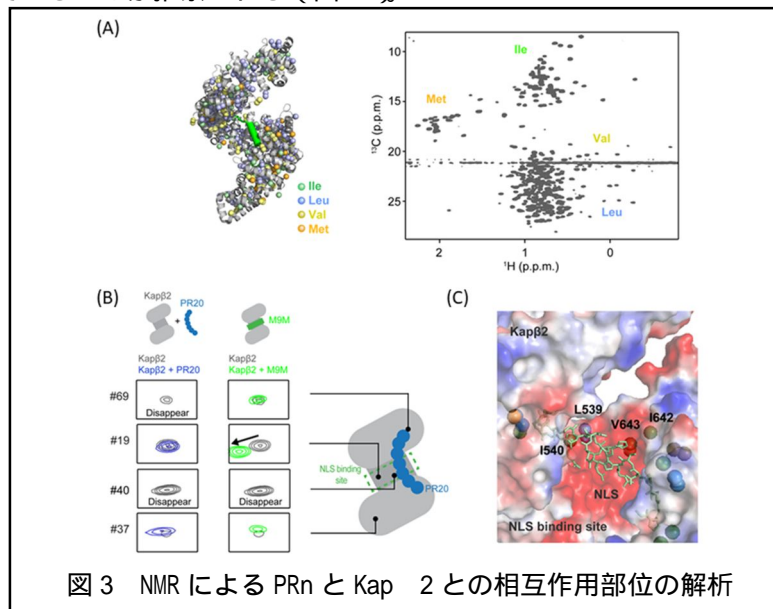 (A)
Ile
Leu
Val
Met
10
15
20
25
¹³C (p.p.m.)
Ile
Met
Val
Leu
2
1
0
¹H (p.p.m.)
(B)
Kapβ2
PR20
+
M9M
Kapβ2
Kapβ2 + PR20
Kapβ2
Kapβ2 + M9M
#69
Disappear
#19
#40
Disappear
Disappear
#37
NLS binding
site
PR20
(C)
Kapβ2
L539
I642
V643
I540
NLS
NLS binding site
図 3 NMR による PRn と Kap 2 との相互作用部位の解析